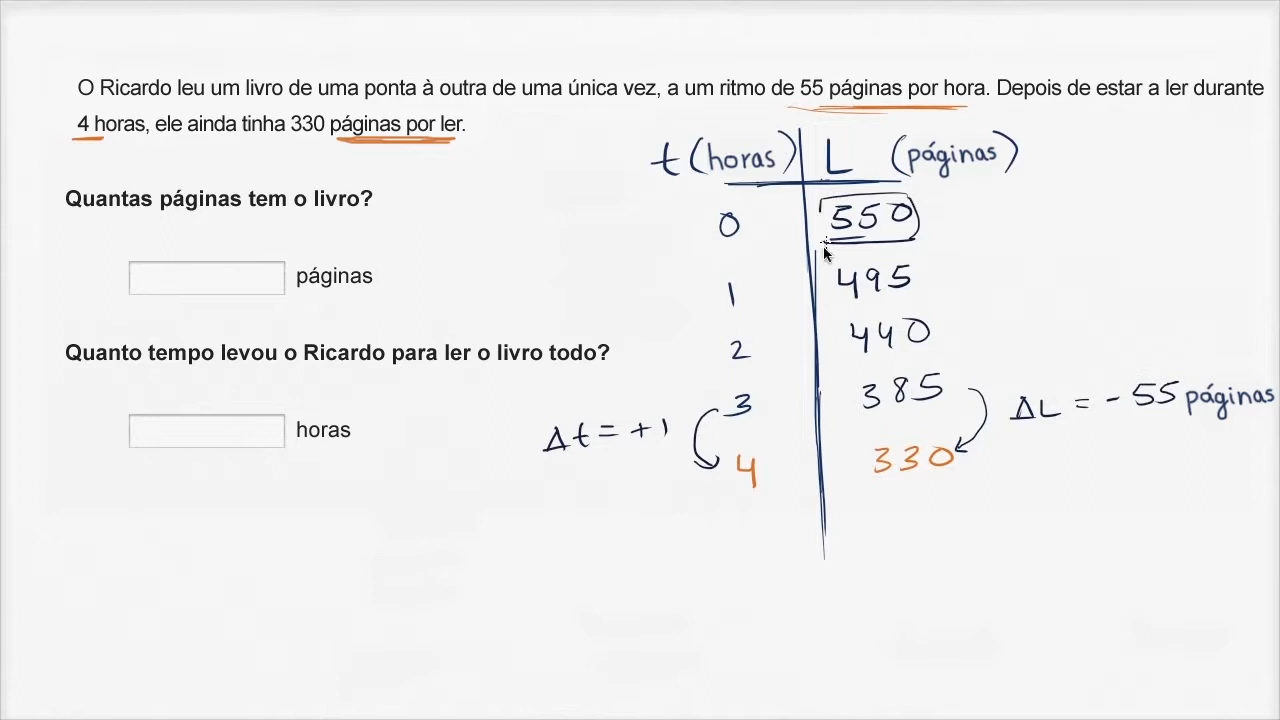 O Ricardo leu um livro de uma ponta à outra de uma única vez, a um ritmo de 55 páginas por hora. Depois de estar a ler durante
4 horas, ele ainda tinha 330 páginas por ler.
t (horas) L (páginas)
Quantas páginas tem o livro?
0 550
páginas
1 495
2 440
Quanto tempo levou o Ricardo para ler o livro todo?
3 385
ΔL = -55 páginas
Δt = +1
horas
4 330